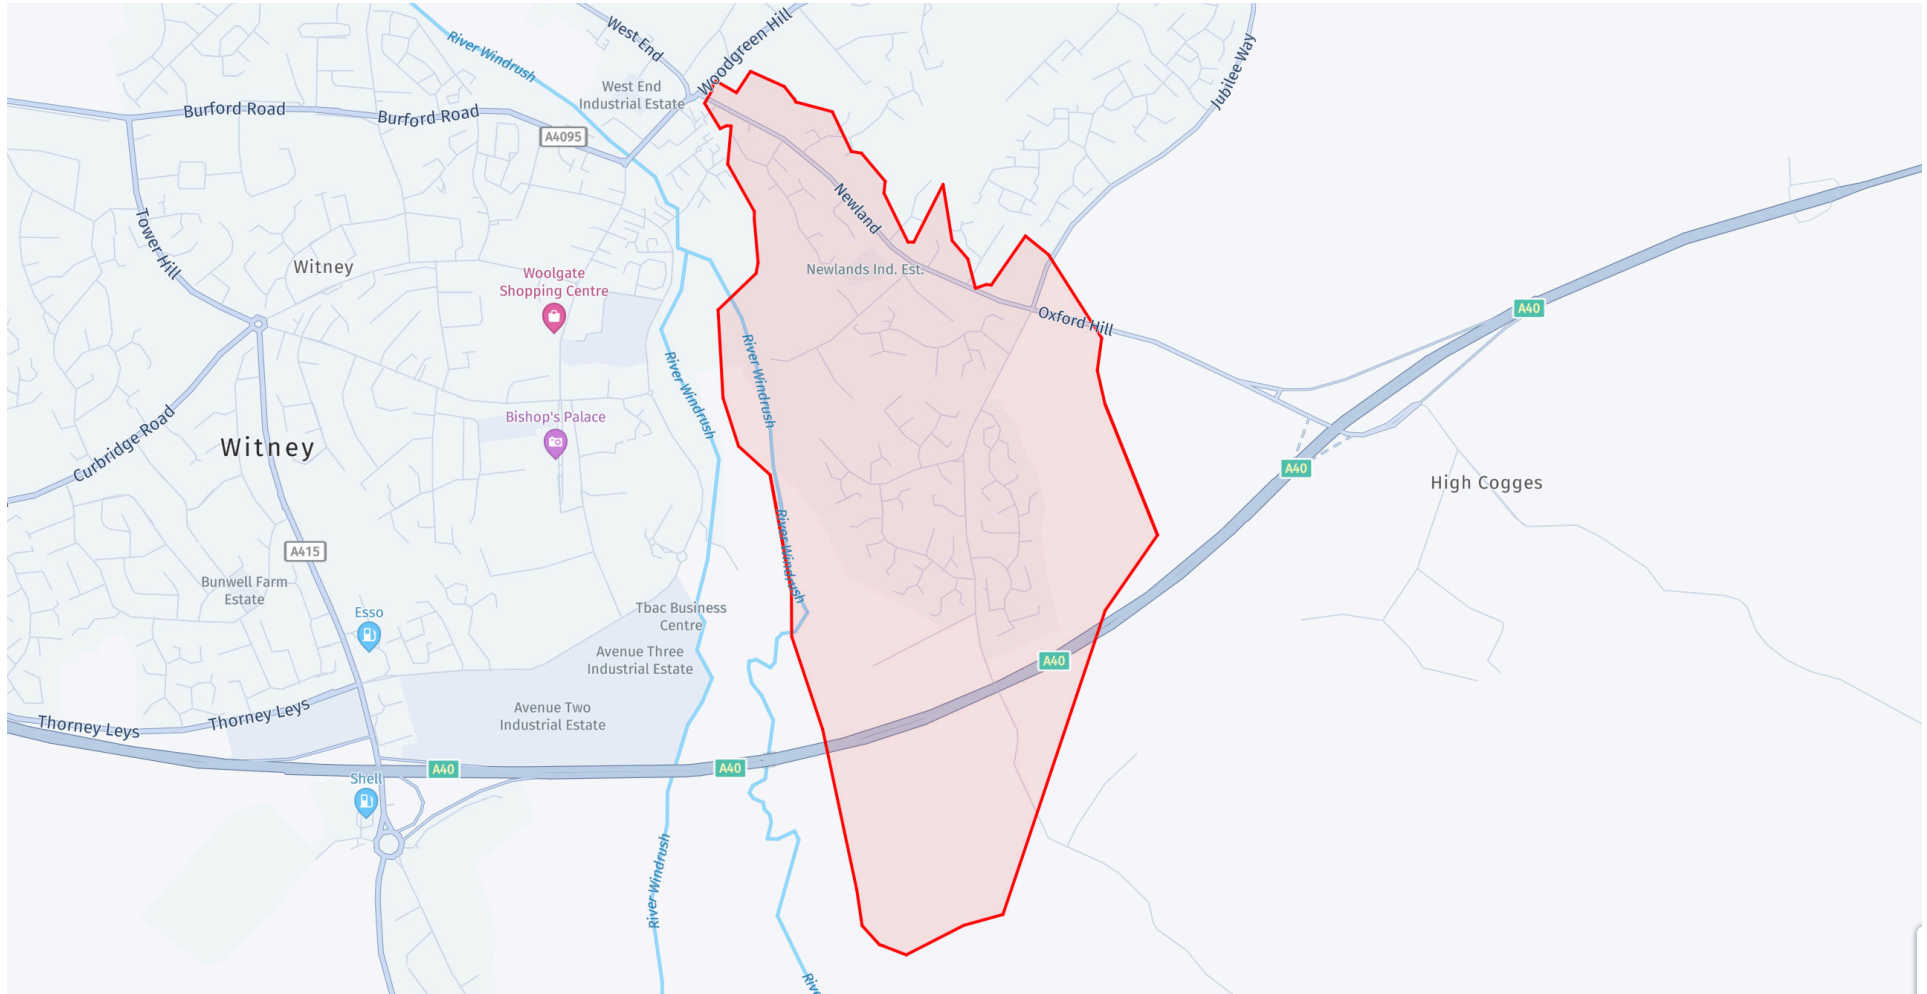 West End
Woodgreen Hill
River Windrush
Jubilee Way
West End
Industrial Estate
Burford Road
Burford Road
A4095
Newland
Tower Hill
Witney
Woolgate
Shopping Centre
Newlands Ind. Est.
Oxford Hill
A40
River Windrush
River Windrush
Curbridge Road
Witney
Bishop's Palace
A40
High Cogges
River Windrush
A415
Bunwell Farm
Estate
Esso
Tbac Business
Centre
Avenue Three
Industrial Estate
A40
Thorney Leys
Thorney Leys
Avenue Two
Industrial Estate
A40
A40
Shell
River Windrush